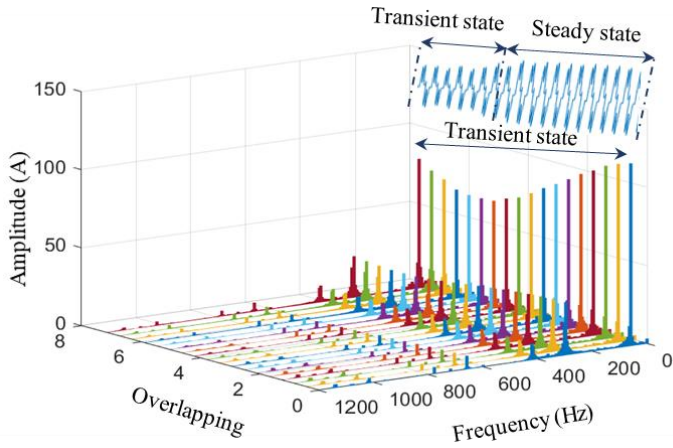 Transient state
Steady state
Transient state
150
100
50
0
Amplitude (A)
8
6
4
2
0
Overlapping
1200
1000
800
600
400
200
0
Frequency (Hz)